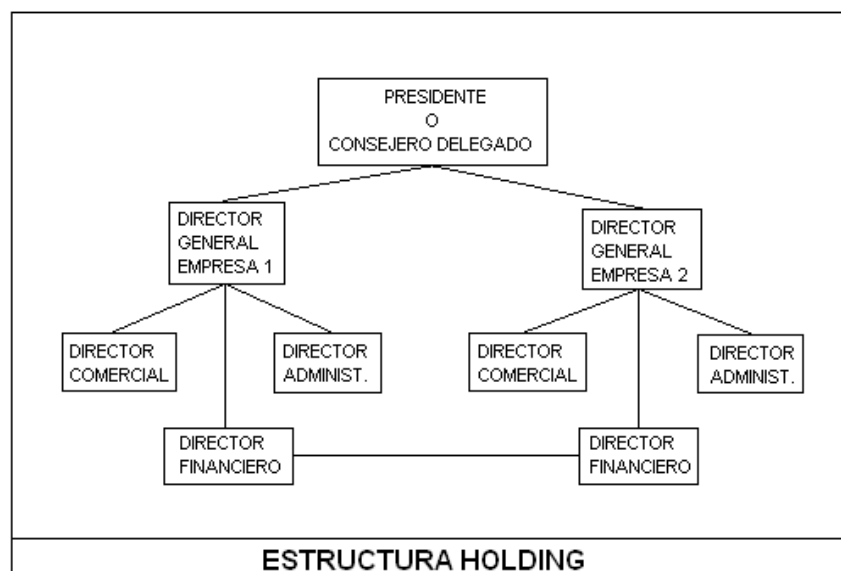 PRESIDENTE
O
CONSEJERO DELEGADO
DIRECTOR
GENERAL
EMPRESA 1
DIRECTOR
GENERAL
EMPRESA 2
DIRECTOR
COMERCIAL
DIRECTOR
ADMINIST.
DIRECTOR
COMERCIAL
DIRECTOR
ADMINIST.
DIRECTOR
FINANCIERO
DIRECTOR
FINANCIERO
ESTRUCTURA HOLDING